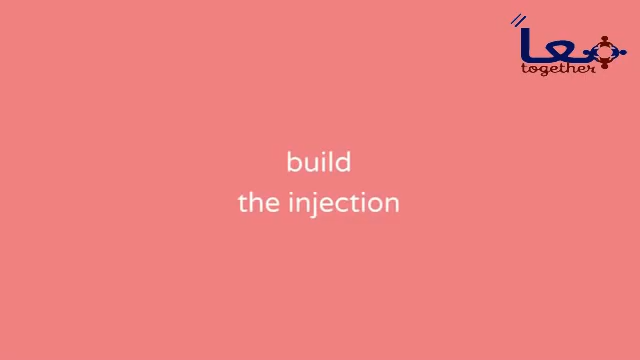 معاً
together
build
the injection